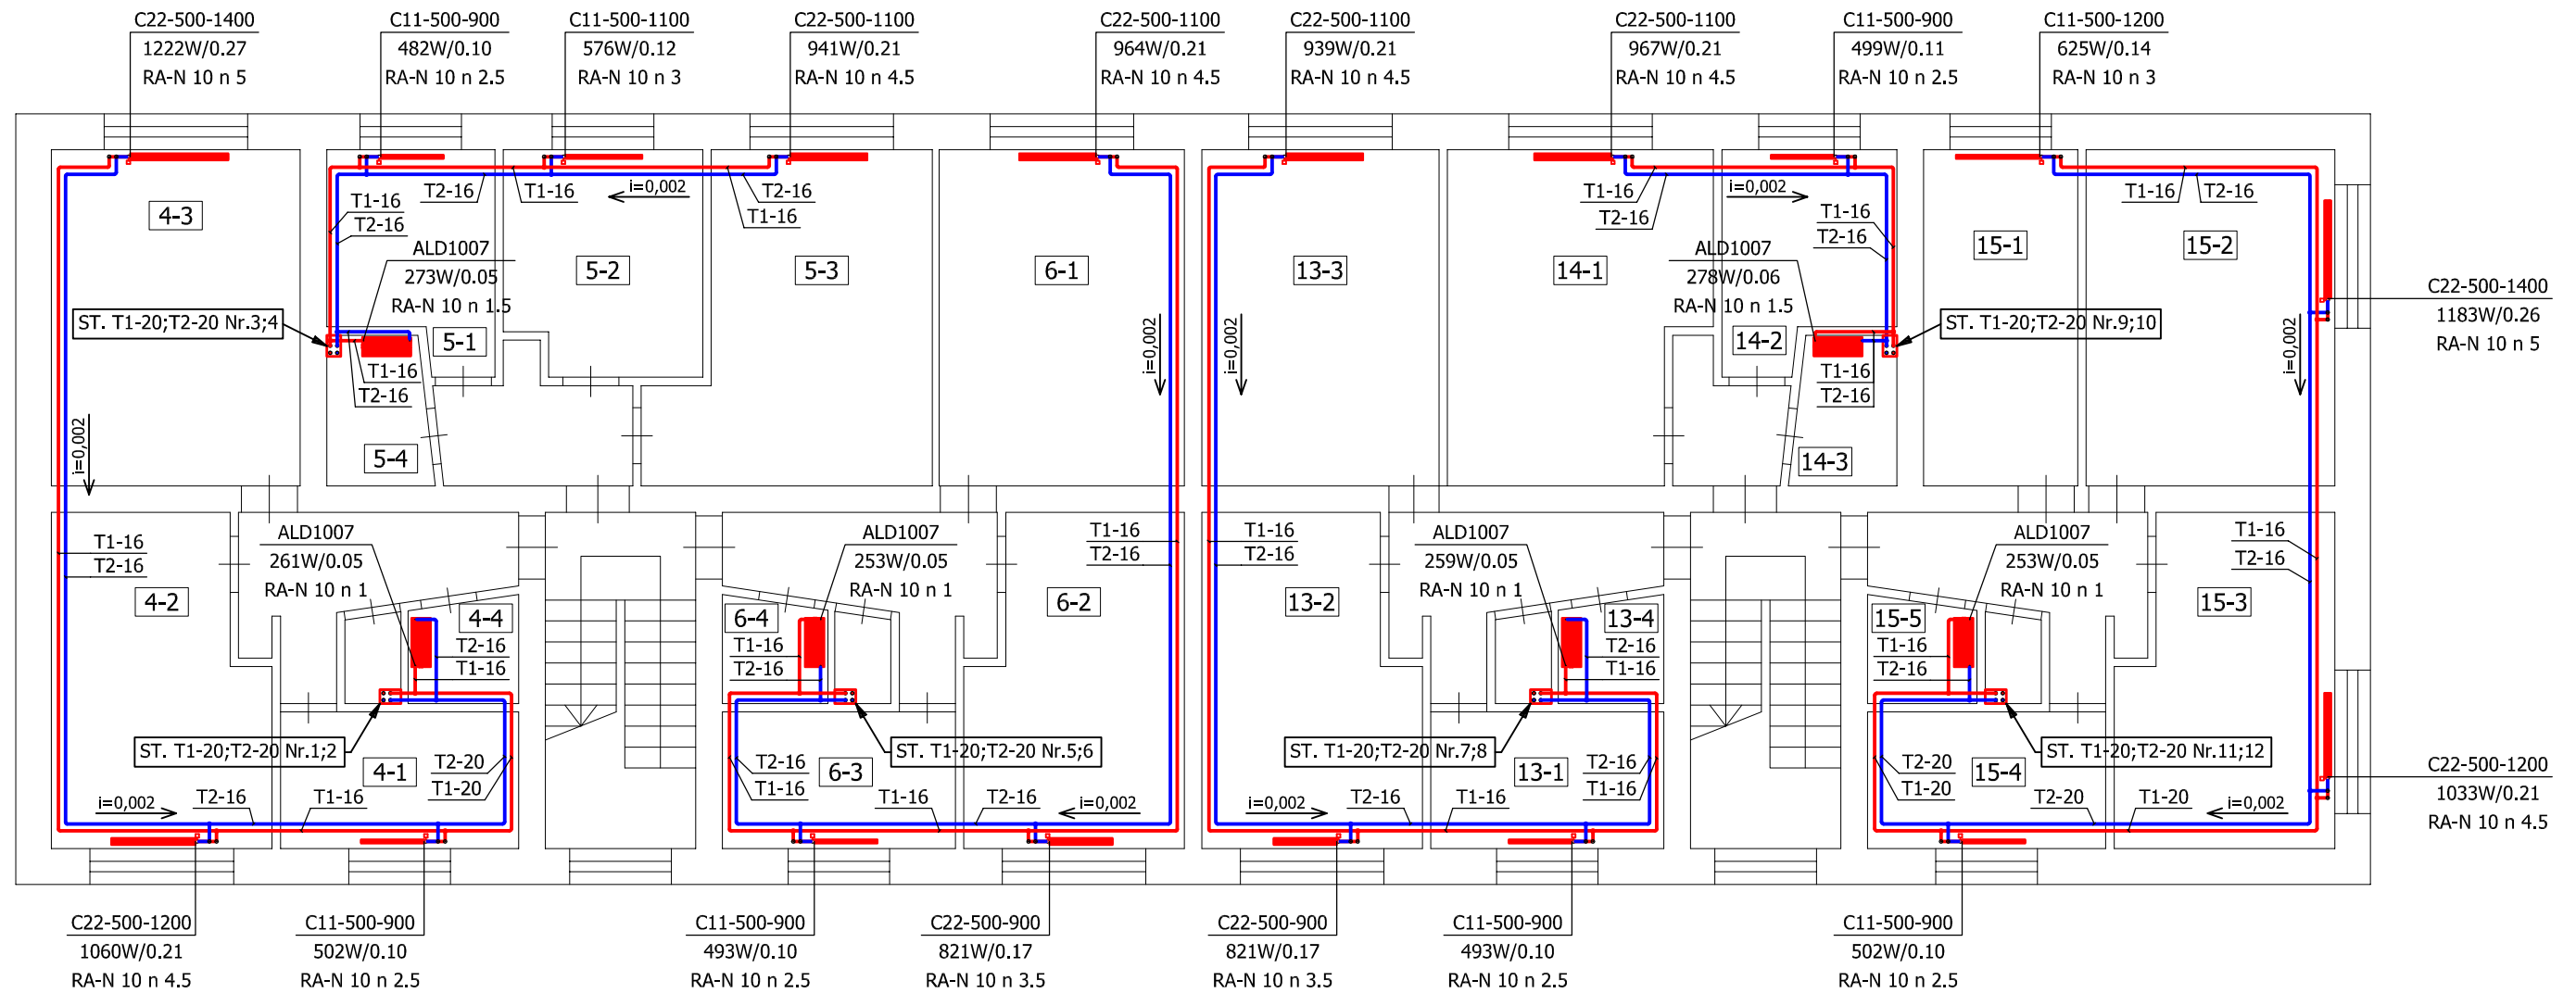 C22-500-1400
1222W/0.27
RA-N 10 n 5
C11-500-900
482W/0.10
RA-N 10 n 2.5
C11-500-1100
576W/0.12
RA-N 10 n 3
C22-500-1100
941W/0.21
RA-N 10 n 4.5
C22-500-1100
964W/0.21
RA-N 10 n 4.5
C22-500-1100
939W/0.21
RA-N 10 n 4.5
C22-500-1100
967W/0.21
RA-N 10 n 4.5
C11-500-900
499W/0.11
RA-N 10 n 2.5
C11-500-1200
625W/0.14
RA-N 10 n 3
4-3
T1-16
T2-16
T2-16
T1-16
i=0,002
T2-16
T1-16
ALD1007
273W/0.05
RA-N 10 n 1.5
5-2
5-3
6-1
13-3
14-1
T1-16
T2-16
i=0,002
T1-16
T2-16
ALD1007
278W/0.06
RA-N 10 n 1.5
15-1
15-2
T1-16
T2-16
C22-500-1400
1183W/0.26
RA-N 10 n 5
ST. T1-20;T2-20 Nr.3;4
5-1
T1-16
T2-16
5-4
i=0,002
i=0,002
i=0,002
14-2
T1-16
T2-16
14-3
ST. T1-20;T2-20 Nr.9;10
i=0,002
T1-16
T2-16
4-2
ALD1007
261W/0.05
RA-N 10 n 1
4-4
T2-16
T1-16
ALD1007
253W/0.05
RA-N 10 n 1
6-4
T1-16
T2-16
T1-16
T2-16
6-2
T1-16
T2-16
13-2
ALD1007
259W/0.05
RA-N 10 n 1
13-4
T2-16
T1-16
ALD1007
253W/0.05
RA-N 10 n 1
15-5
T1-16
T2-16
T1-16
T2-16
15-3
ST. T1-20;T2-20 Nr.1;2
4-1
T2-20
T1-20
i=0,002
T2-16
T1-16
T2-16
T1-16
6-3
ST. T1-20;T2-20 Nr.5;6
T1-16
T2-16
i=0,002
ST. T1-20;T2-20 Nr.7;8
13-1
T2-16
T1-16
i=0,002
T2-16
T1-16
T2-20
T1-20
15-4
ST. T1-20;T2-20 Nr.11;12
T2-20
T1-20
i=0,002
C22-500-1200
1033W/0.21
RA-N 10 n 4.5
C22-500-1200
1060W/0.21
RA-N 10 n 4.5
C11-500-900
502W/0.10
RA-N 10 n 2.5
C11-500-900
493W/0.10
RA-N 10 n 2.5
C22-500-900
821W/0.17
RA-N 10 n 3.5
C22-500-900
821W/0.17
RA-N 10 n 3.5
C11-500-900
493W/0.10
RA-N 10 n 2.5
C11-500-900
502W/0.10
RA-N 10 n 2.5